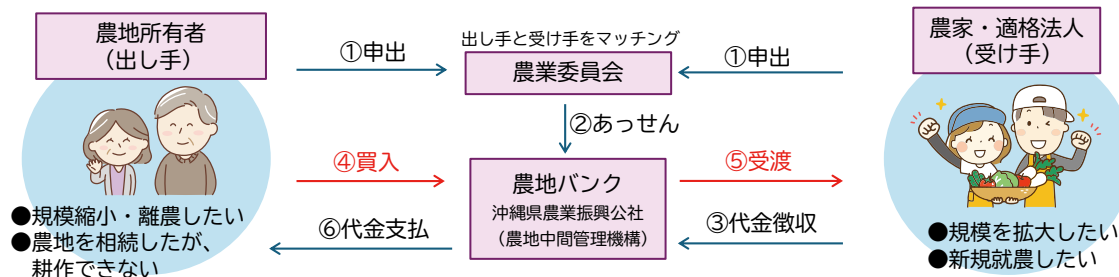 農地所有者
（出し手）
①申出
出し手と受け手をマッチング
農業委員会
①申出
農家・適格法人
（受け手）
②あっせん
④買入
農地バンク
沖縄県農業振興公社
（農地中間管理機構）
⑤受渡
⑥代金支払
③代金徴収
●規模縮小・離農したい
●農地を相続したが、
耕作できない
●規模を拡大したい
●新規就農したい